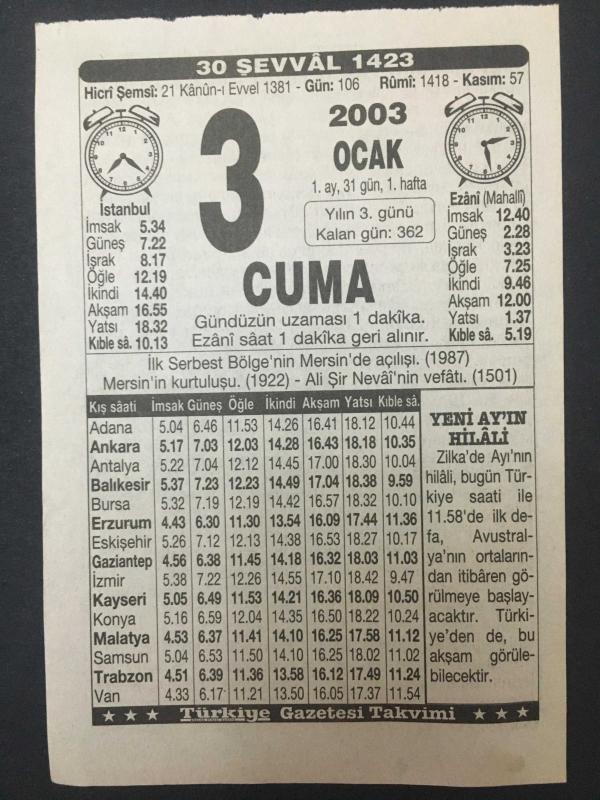 30 ŞEVVÂL 1423
Hicrî Şemsî: 21 Kânûn-ı Evvel 1381 - Gün: 106 Rûmî: 1418 - Kasım: 57
3
2003
OCAK
1. ay, 31 gün, 1. hafta
Yılın 3. günü
Kalan gün: 362
CUMA
Gündüzün uzaması 1 dakîka.
Ezânî sâat 1 dakîka geri alınır.
İstanbul
İmsak 5.34
Güneş 7.22
İşrak 8.17
Öğle 12.19
İkindi 14.40
Akşam 16.55
Yatsı 18.32
Kıble sâ. 10.13
Ezânî (Mahallî)
İmsak 12.40
Güneş 2.28
İşrak 3.23
Öğle 7.25
İkindi 9.46
Akşam 12.00
Yatsı 1.37
Kıble sâ. 5.19
İlk Serbest Bölge'nin Mersin'de açılışı. (1987)
Mersin'in kurtuluşu. (1922) - Ali Şir Nevâî'nin vefâtı. (1501)
Kış sâati İmsak Güneş Öğle İkindi Akşam Yatsı Kıble sâ.
Adana 5.04 6.46 11.53 14.26 16.41 18.12 10.44
Ankara 5.17 7.03 12.03 14.28 16.43 18.18 10.35
Antalya 5.22 7.04 12.12 14.45 17.00 18.30 10.04
Balıkesir 5.37 7.23 12.23 14.49 17.04 18.38 9.59
Bursa 5.32 7.19 12.19 14.42 16.57 18.32 10.10
Erzurum 4.43 6.30 11.30 13.54 16.09 17.44 11.36
Eskişehir 5.26 7.12 12.13 14.38 16.53 18.27 10.17
Gaziantep 4.56 6.38 11.45 14.18 16.32 18.03 11.03
İzmir 5.38 7.22 12.26 14.55 17.10 18.42 9.47
Kayseri 5.05 6.49 11.53 14.21 16.36 18.09 10.50
Konya 5.16 6.59 12.04 14.35 16.50 18.22 10.24
Malatya 4.53 6.37 11.41 14.10 16.25 17.58 11.12
Samsun 5.04 6.53 11.50 14.10 16.25 18.02 11.02
Trabzon 4.51 6.39 11.36 13.58 16.12 17.49 11.24
Van 4.33 6.17 11.21 13.50 16.05 17.37 11.54
YENİ AY'IN
HİLÂLİ
Zilka'de Ayı'nın
hilâli, bugün Tür-
kiye saati ile
11.58'de ilk de-
fa, Avustral-
ya'nın ortaların-
dan itibâren gö-
rülmeye başlay-
acaktır. Türki-
ye'den de, bu
akşam görüle-
bilecektir.
Türkiye Gazetesi Takvimi